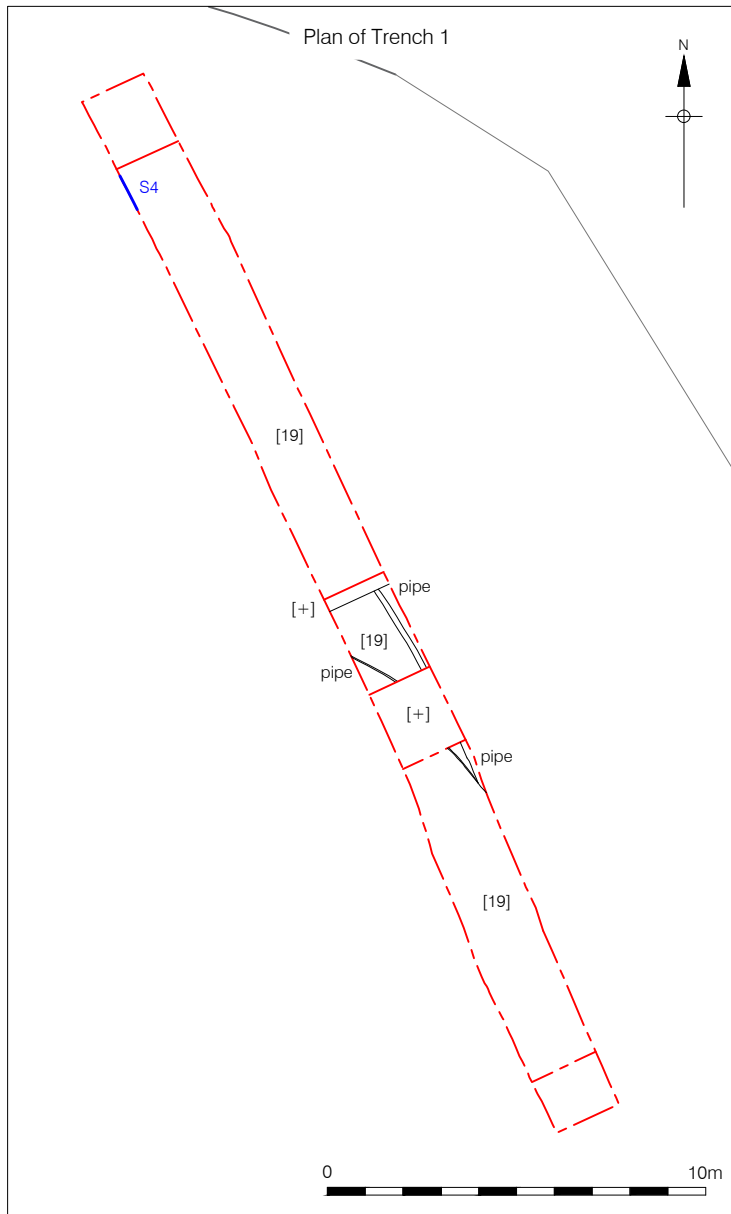 Plan of Trench 1
N
S4
[19]
pipe
[+]
[19]
pipe
[+]
pipe
[19]
0 10m